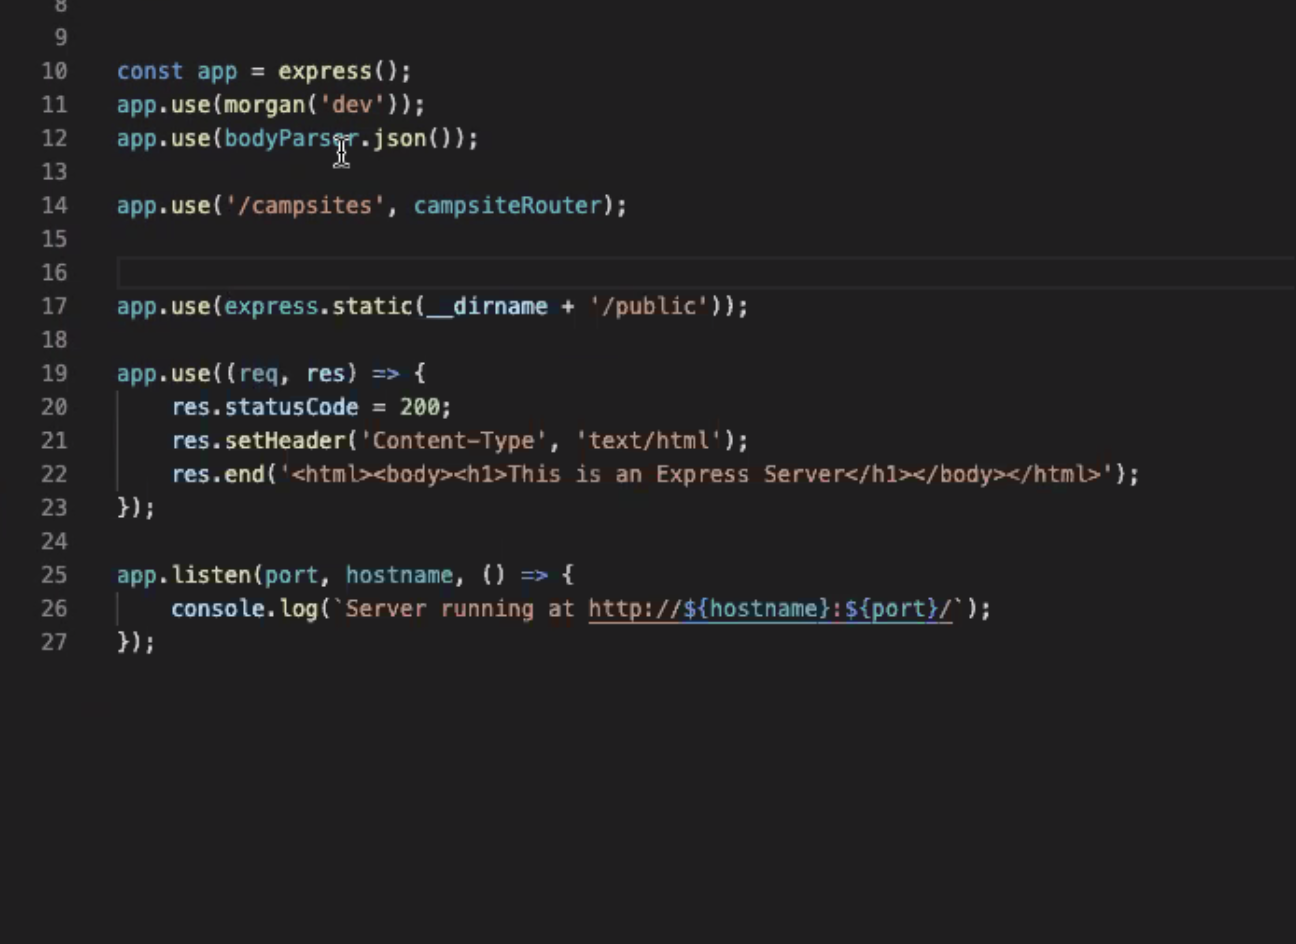 8
9
10 const app = express();
11 app.use(morgan('dev'));
12 app.use(bodyParser.json());
13
14 app.use('/campsites', campsiteRouter);
15
16
17 app.use(express.static(__dirname + '/public'));
18
19 app.use((req, res) => {
20 res.statusCode = 200;
21 res.setHeader('Content-Type', 'text/html');
22 res.end('<html><body><h1>This is an Express Server</h1></body></html>');
23 });
24
25 app.listen(port, hostname, () => {
26 console.log(`Server running at http://${hostname}:${port}/`);
27 });